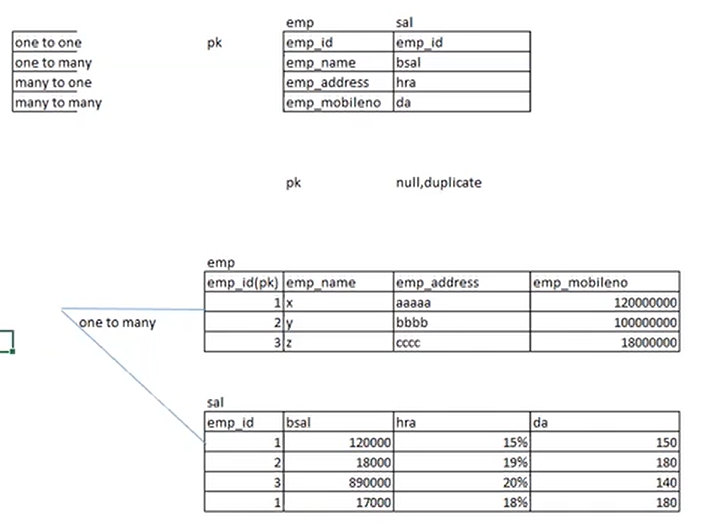 emp sal
one to one pk emp_id emp_id
one to many emp_name bsal
many to one emp_address hra
many to many emp_mobileno da
pk null,duplicate
emp
emp_id(pk) emp_name emp_address emp_mobileno
1 x aaaaa 120000000
one to many 2 y bbbb 100000000
3 z cccc 18000000
sal
emp_id bsal hra da
1 120000 15% 150
2 18000 19% 180
3 890000 20% 140
1 17000 18% 180